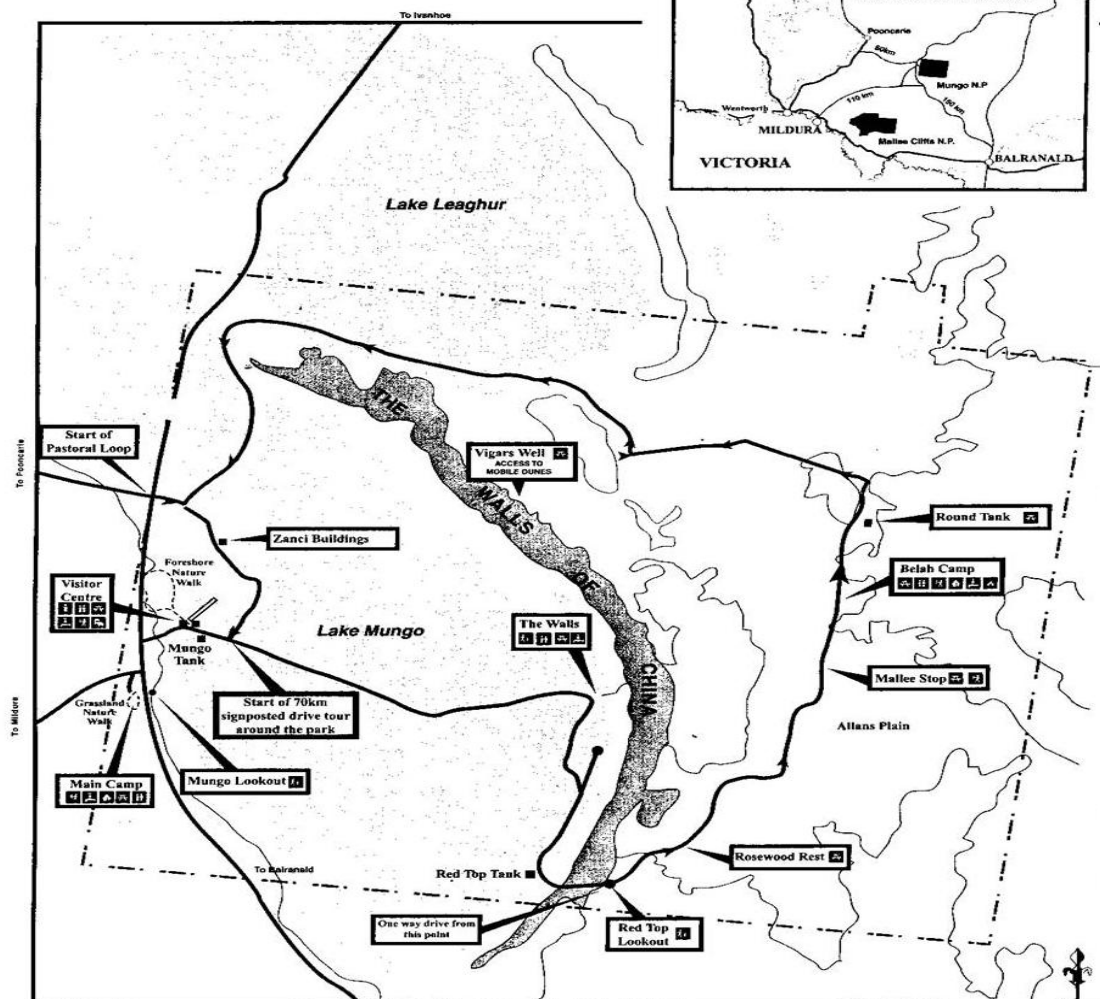 To Ivanhoe
Pooncarie
80km
Mungo N.P
110 km
150 km
Wentworth
MILDURA
Mallee Cliffs N.P.
VICTORIA
BALRANALD
Lake Leaghur
Start of
Pastoral Loop
To Pooncarie
THE
WALLS
OF
CHINA
Vigars Well
ACCESS TO
MOBILE DUNES
Round Tank
Zanci Buildings
Foreshore
Nature
Walk
Visitor
Centre
Belah Camp
Lake Mungo
The Walls
Mungo
Tank
Mallee Stop
Grassland
Nature
Walk
Start of 70km
signposted drive tour
around the park
To Mildura
Allans Plain
Main Camp
Mungo Lookout
Rosewood Rest
To Balranald
Red Top Tank
One way drive from
this point
Red Top
Lookout